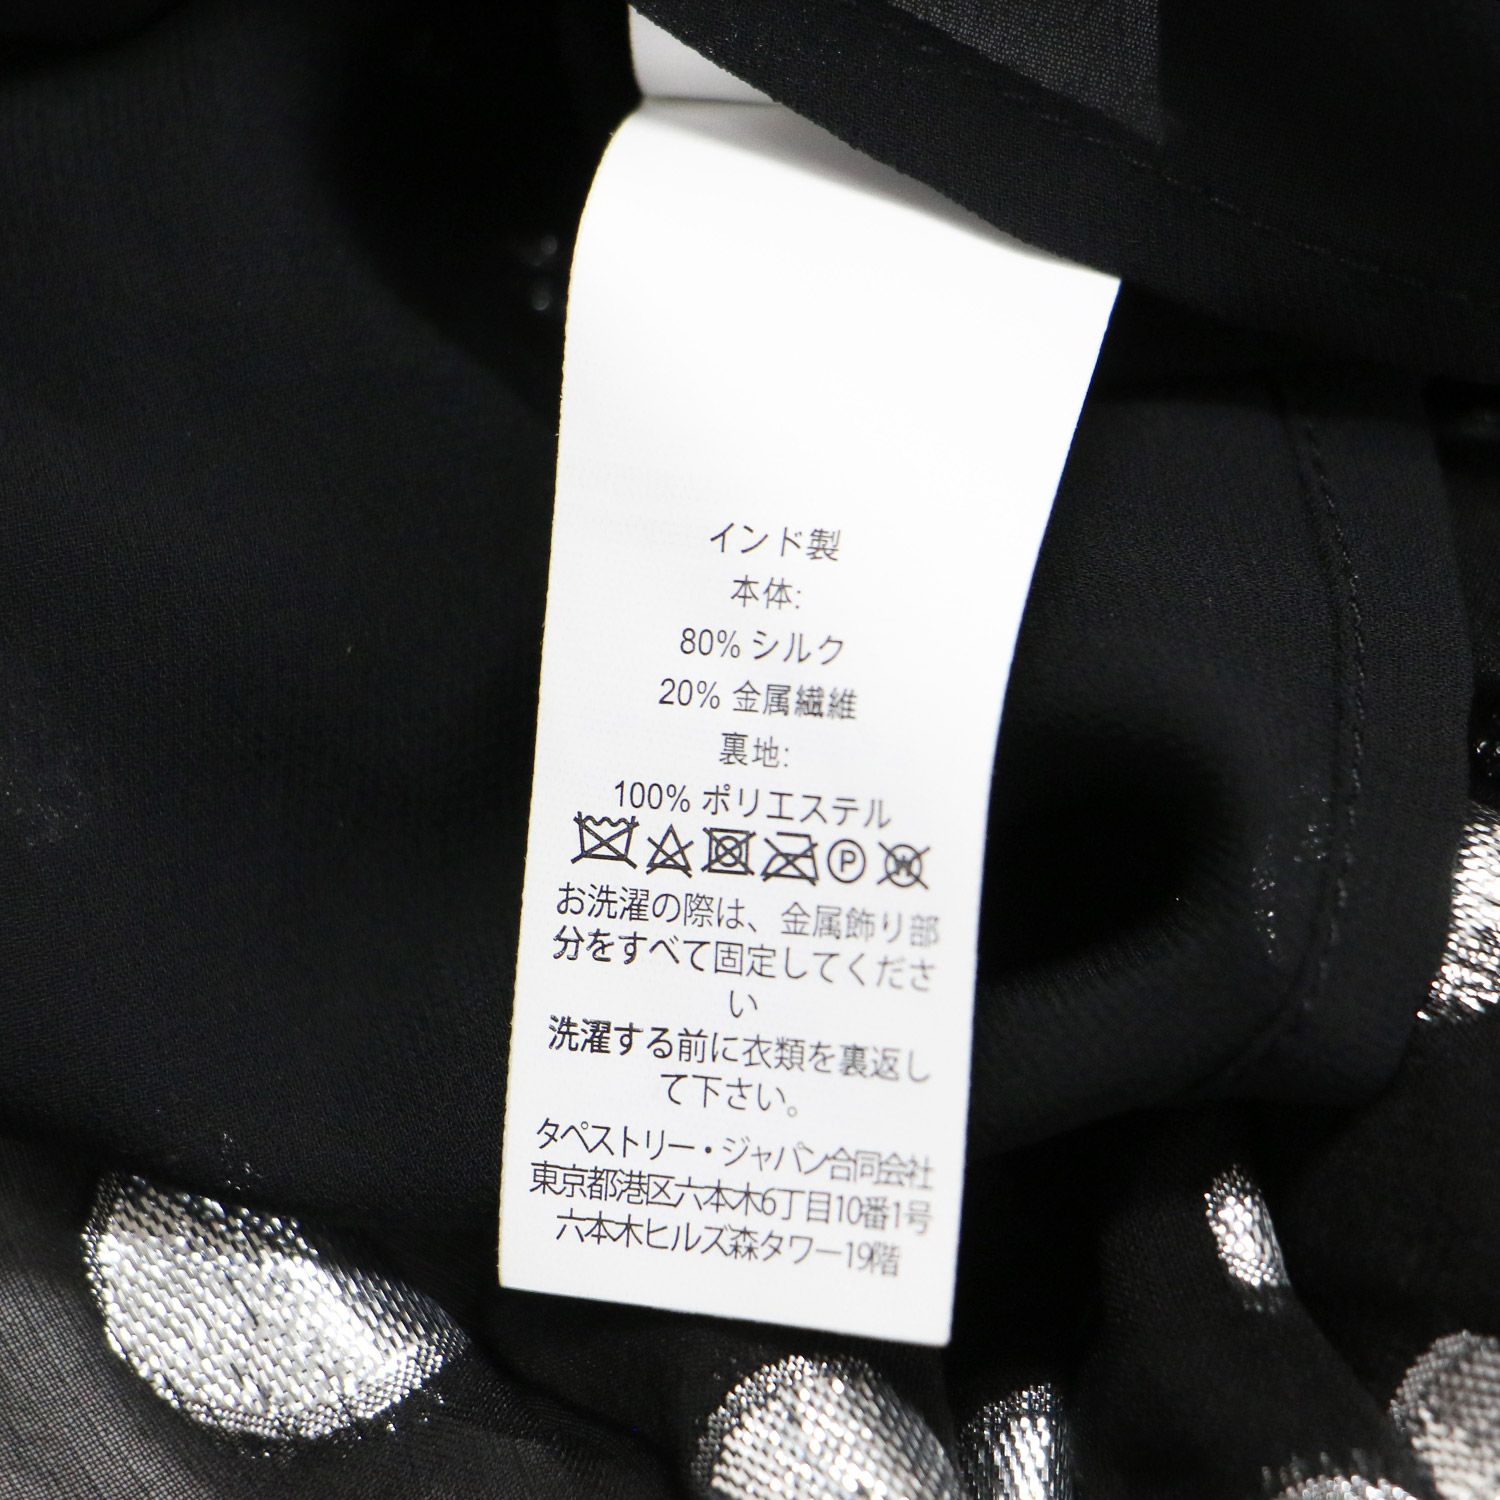 インド製
本体:
80% シルク
20% 金属繊維
裏地:
100% ポリエステル
P W
お洗濯の際は、金属飾り部
分をすべて固定してくださ
い
洗濯する前に衣類を裏返し
て下さい。
タペストリー・ジャパン合同会社
東京都港区六本木6丁目10番1号
六本木ヒルズ森タワー19階